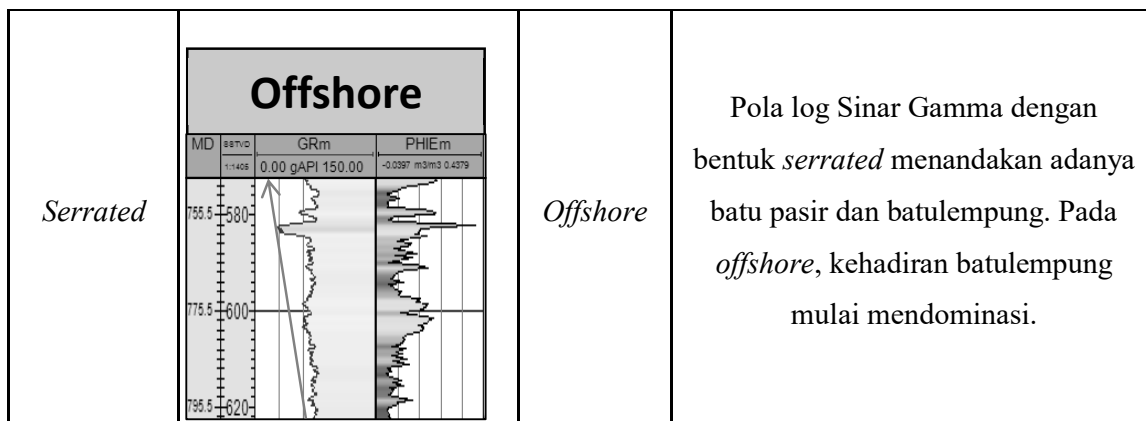 Serrated
Offshore
MD SSTVD GRm PHIEm
1:1405 0.00 gAPI 150.00 -0.0397 m3/m3 0.4379
755.5 580
775.5 600
795.5 620
Offshore
Pola log Sinar Gamma dengan
bentuk serrated menandakan adanya
batu pasir dan batulempung. Pada
offshore, kehadiran batulempung
mulai mendominasi.